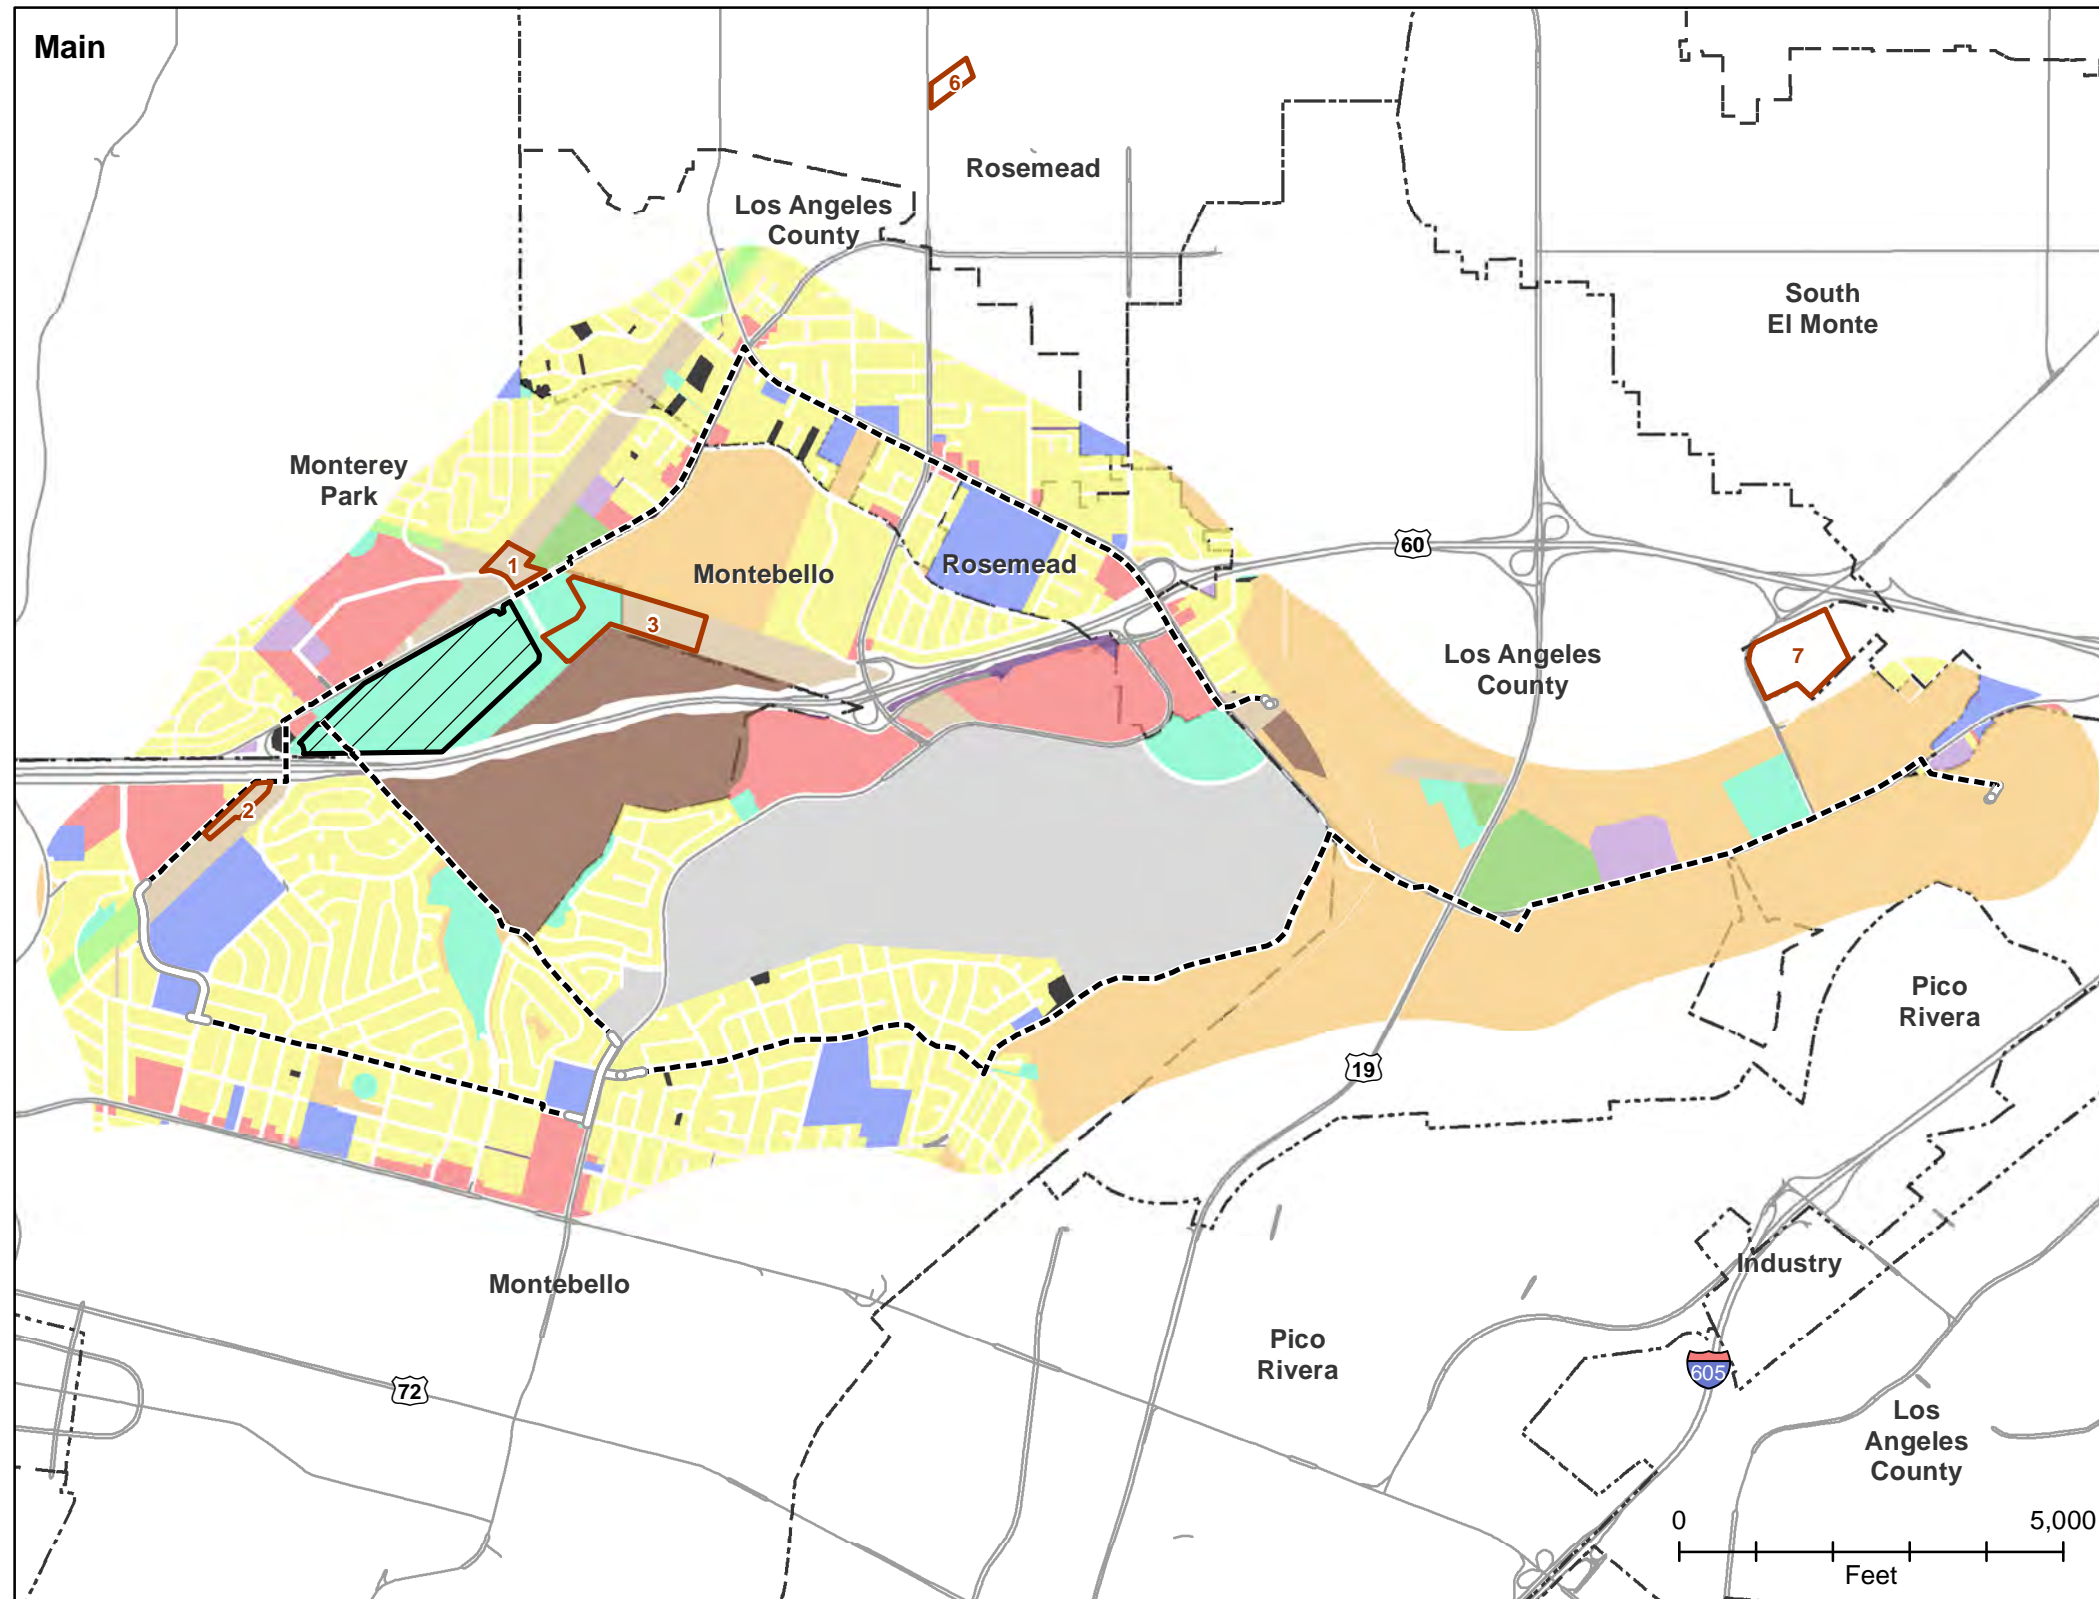 Main
6
Rosemead
Los Angeles
County
South
El Monte
Monterey
Park
60
1
Montebello
Rosemead
3
Los Angeles
County
7
2
Pico
Rivera
19
Industry
Montebello
Pico
Rivera
605
72
Los
Angeles
County
0
5,000
Feet